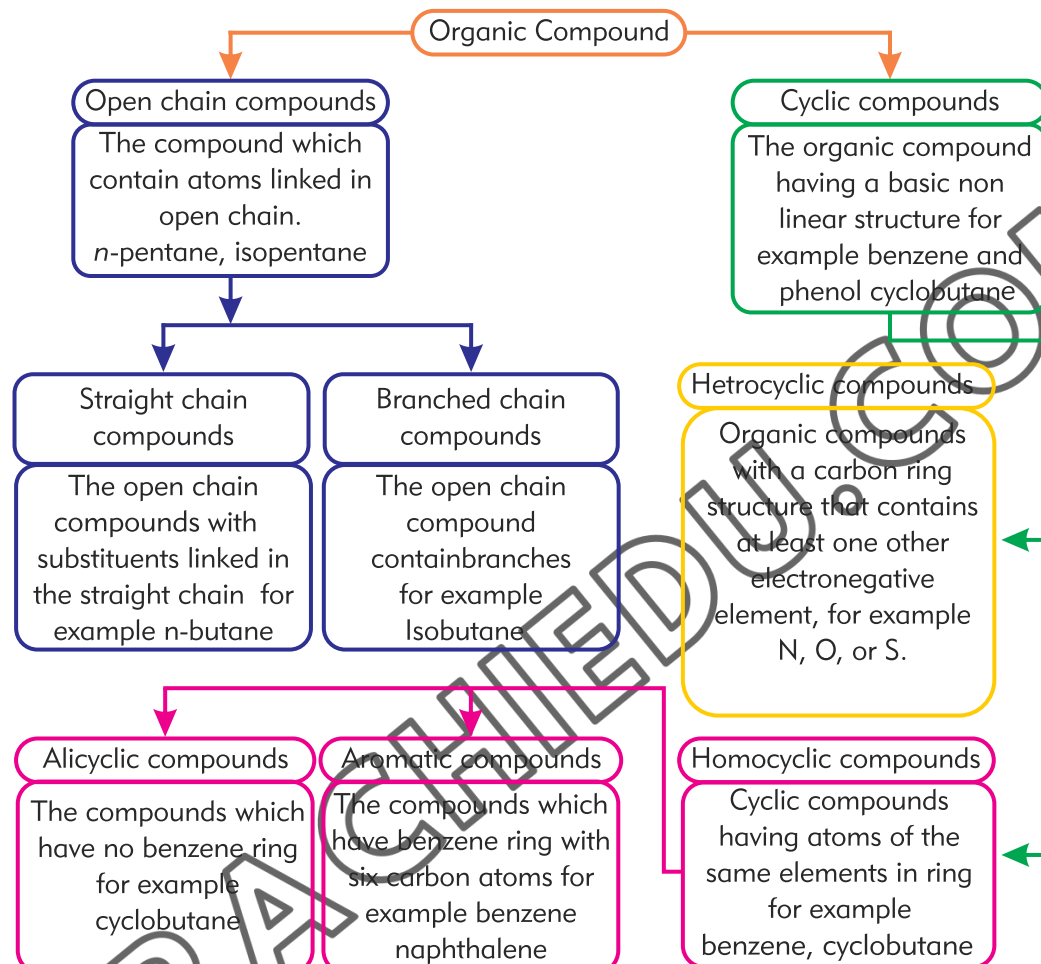 Organic Compound
Open chain compounds
The compound which
contain atoms linked in
open chain.
n-pentane, isopentane
Cyclic compounds
The organic compound
having a basic non
linear structure for
example benzene and
phenol cyclobutane
Straight chain
compounds
The open chain
compounds with
substituents linked in
the straight chain for
example n-butane
Branched chain
compounds
The open chain
compound
containbranches
for example
Isobutane
Hetrocyclic compounds
Organic compounds
with a carbon ring
structure that contains
at least one other
electronegative
element, for example
N, O, or S.
Alicyclic compounds
The compounds which
have no benzene ring
for example
cyclobutane
Aromatic compounds
The compounds which
have benzene ring with
six carbon atoms for
example benzene
naphthalene
Homocyclic compounds
Cyclic compounds
having atoms of the
same elements in ring
for example
benzene, cyclobutane
RACHIEDU.CO